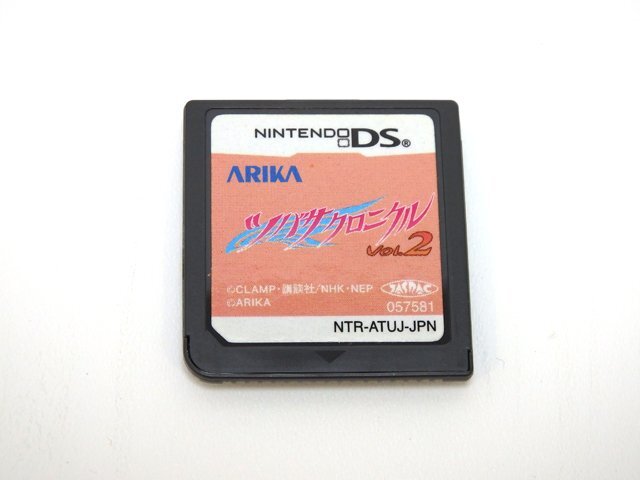 NINTENDO DS®
ARIKA
ツバサクロニクル
VOL.2
©CLAMP・講談社/NHK・NEP
©ARIKA
JASRAC
057581
NTR-ATUJ-JPN